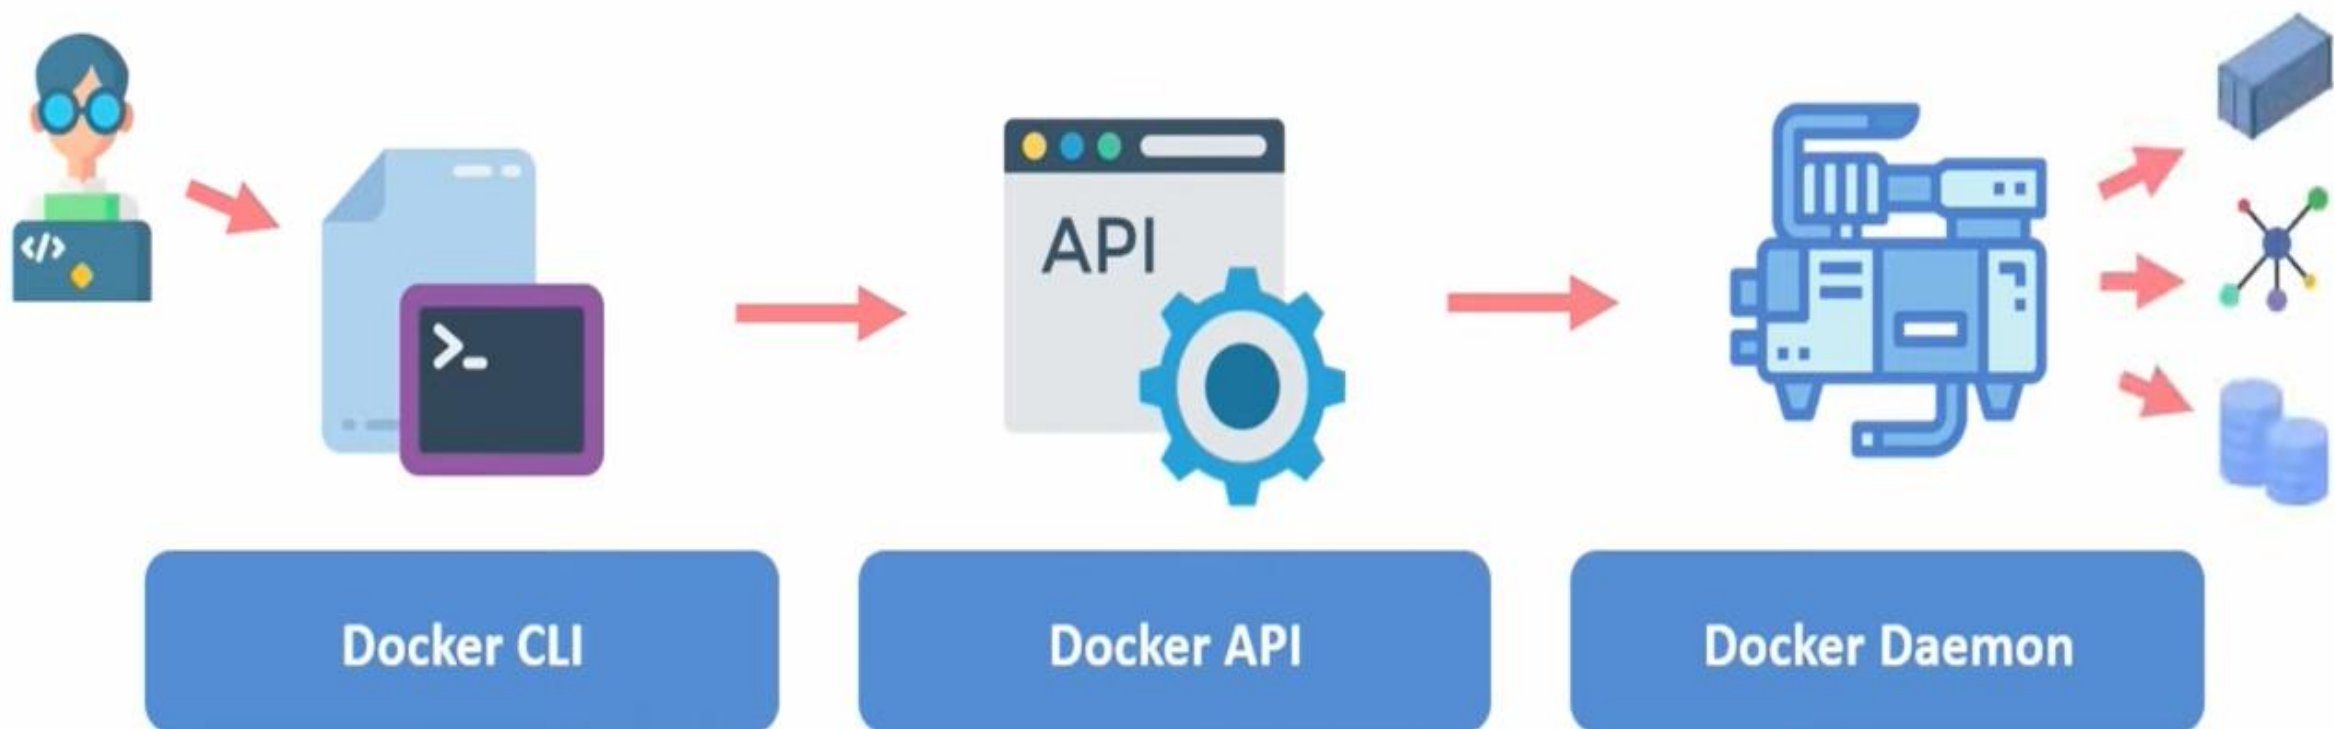 </>
>_
API
Docker CLI
Docker API
Docker Daemon